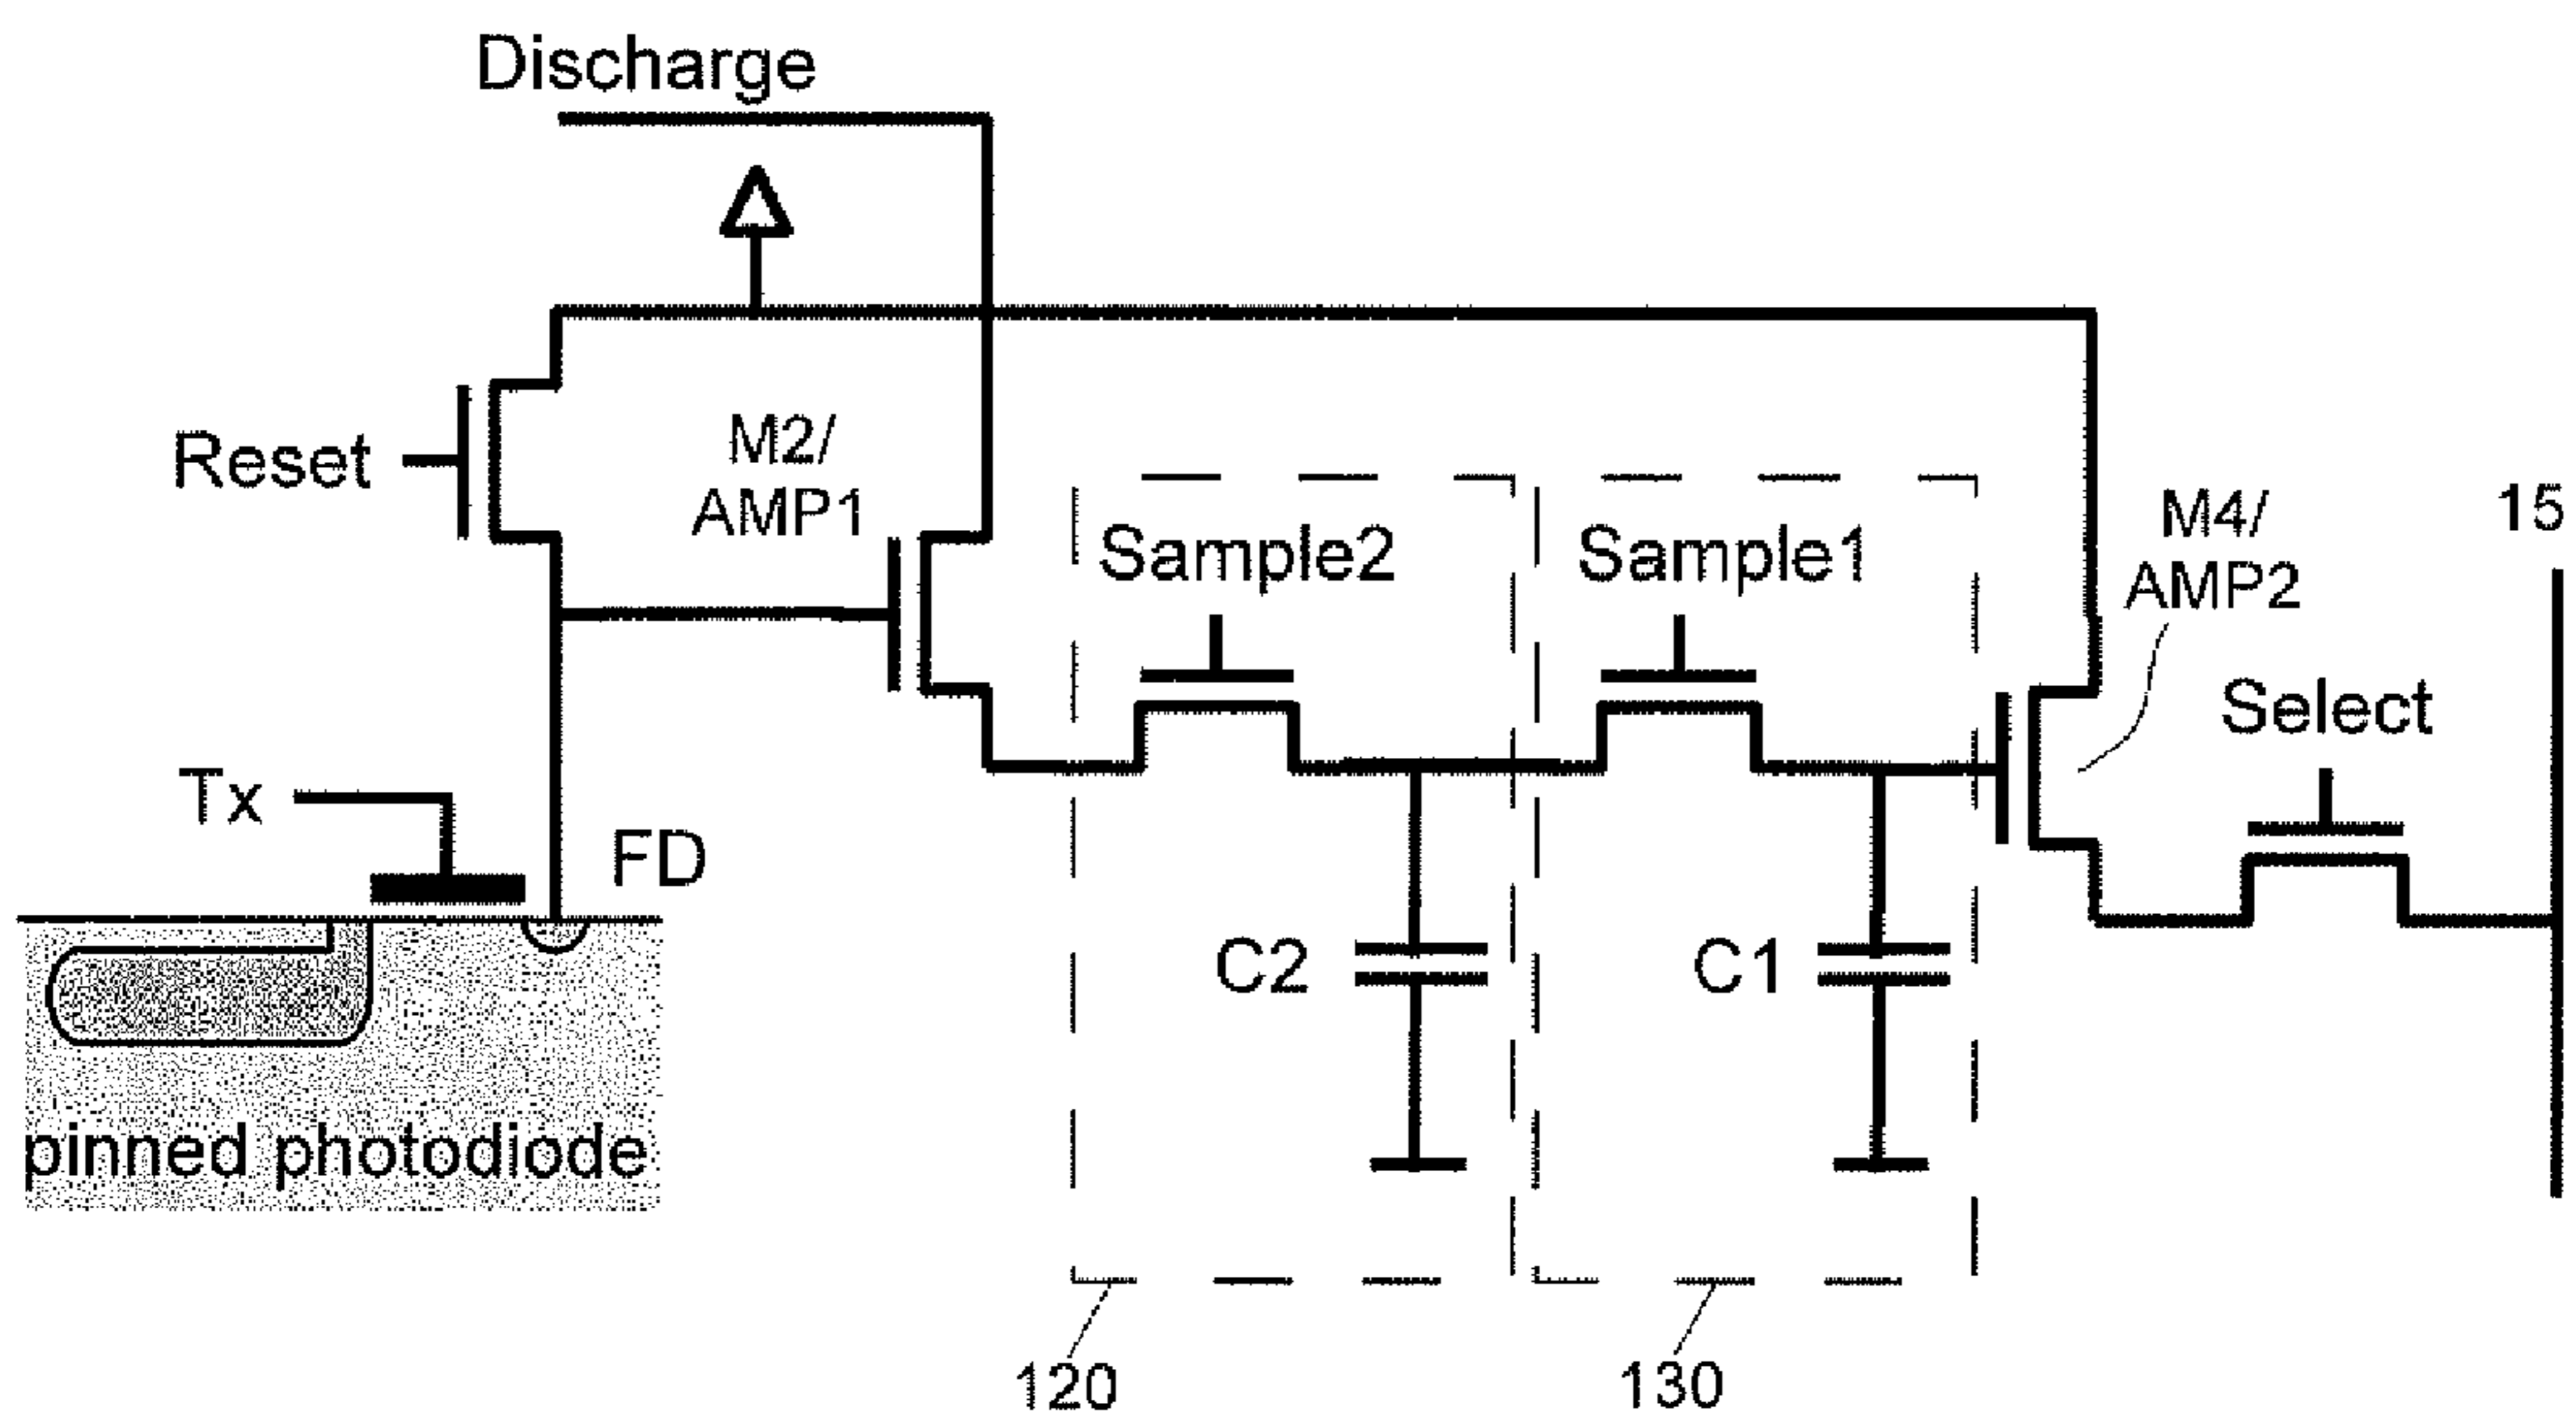 Discharge
Reset
M2/
AMP1
Sample2
Sample1
M4/
AMP2
15
Select
Tx
FD
C2
C1
pinned photodiode
120
130